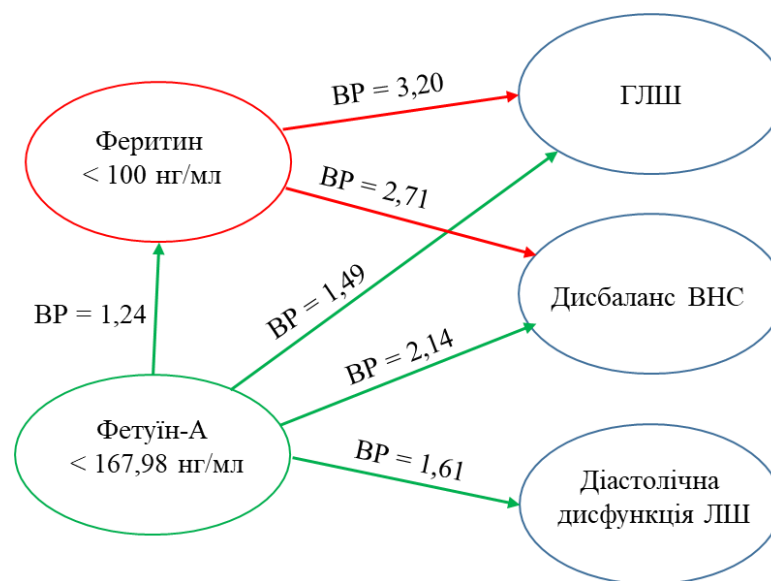 ВР = 3,20
ГЛШ
Феритин
< 100 нг/мл
ВР = 2,71
ВР = 1,24
ВР = 1,49
Дисбаланс ВНС
ВР = 2,14
Фетуїн-А
< 167,98 нг/мл
ВР = 1,61
Діастолічна
дисфункція ЛШ